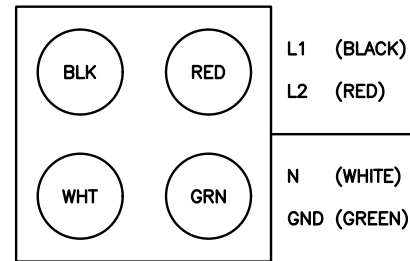 BLK RED
WHT GRN
L1 (BLACK)
L2 (RED)
N (WHITE)
GND (GREEN)